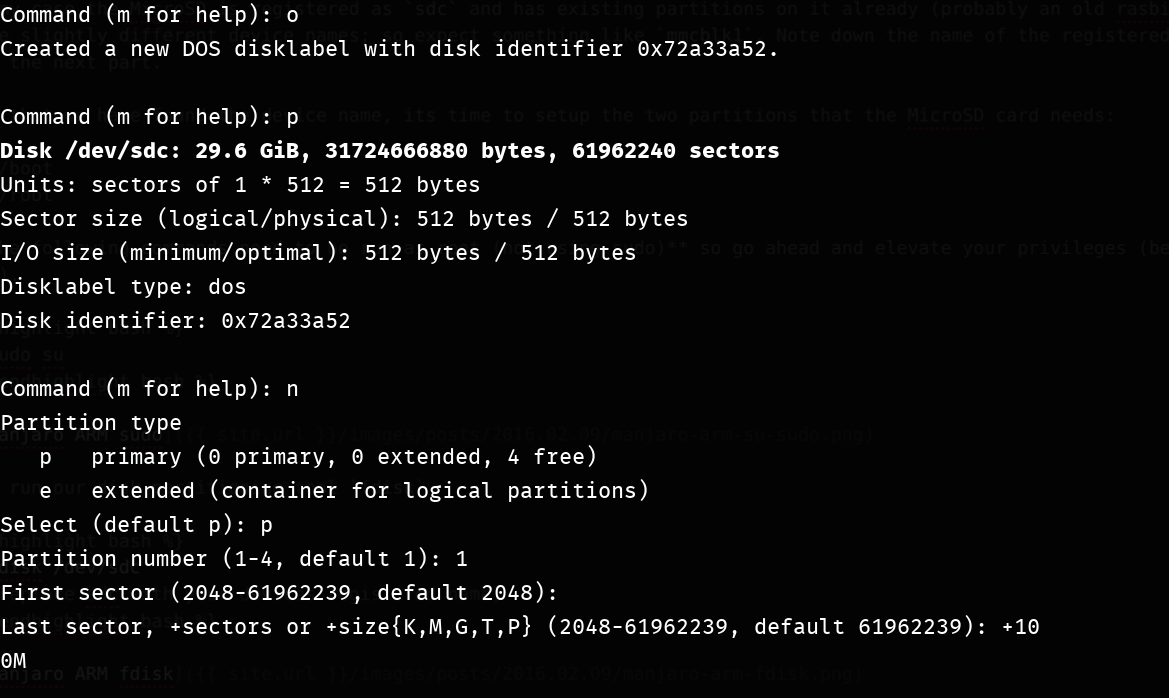 Command (m for help): o
Created a new DOS disklabel with disk identifier 0x72a33a52.
Command (m for help): p
Disk /dev/sdc: 29.6 GiB, 31724666880 bytes, 61962240 sectors
Units: sectors of 1 * 512 = 512 bytes
Sector size (logical/physical): 512 bytes / 512 bytes
I/O size (minimum/optimal): 512 bytes / 512 bytes
Disklabel type: dos
Disk identifier: 0x72a33a52
Command (m for help): n
Partition type
   p   primary (0 primary, 0 extended, 4 free)
   e   extended (container for logical partitions)
Select (default p): p
Partition number (1-4, default 1): 1
First sector (2048-61962239, default 2048):
Last sector, +sectors or +size{K,M,G,T,P} (2048-61962239, default 61962239): +10
0M